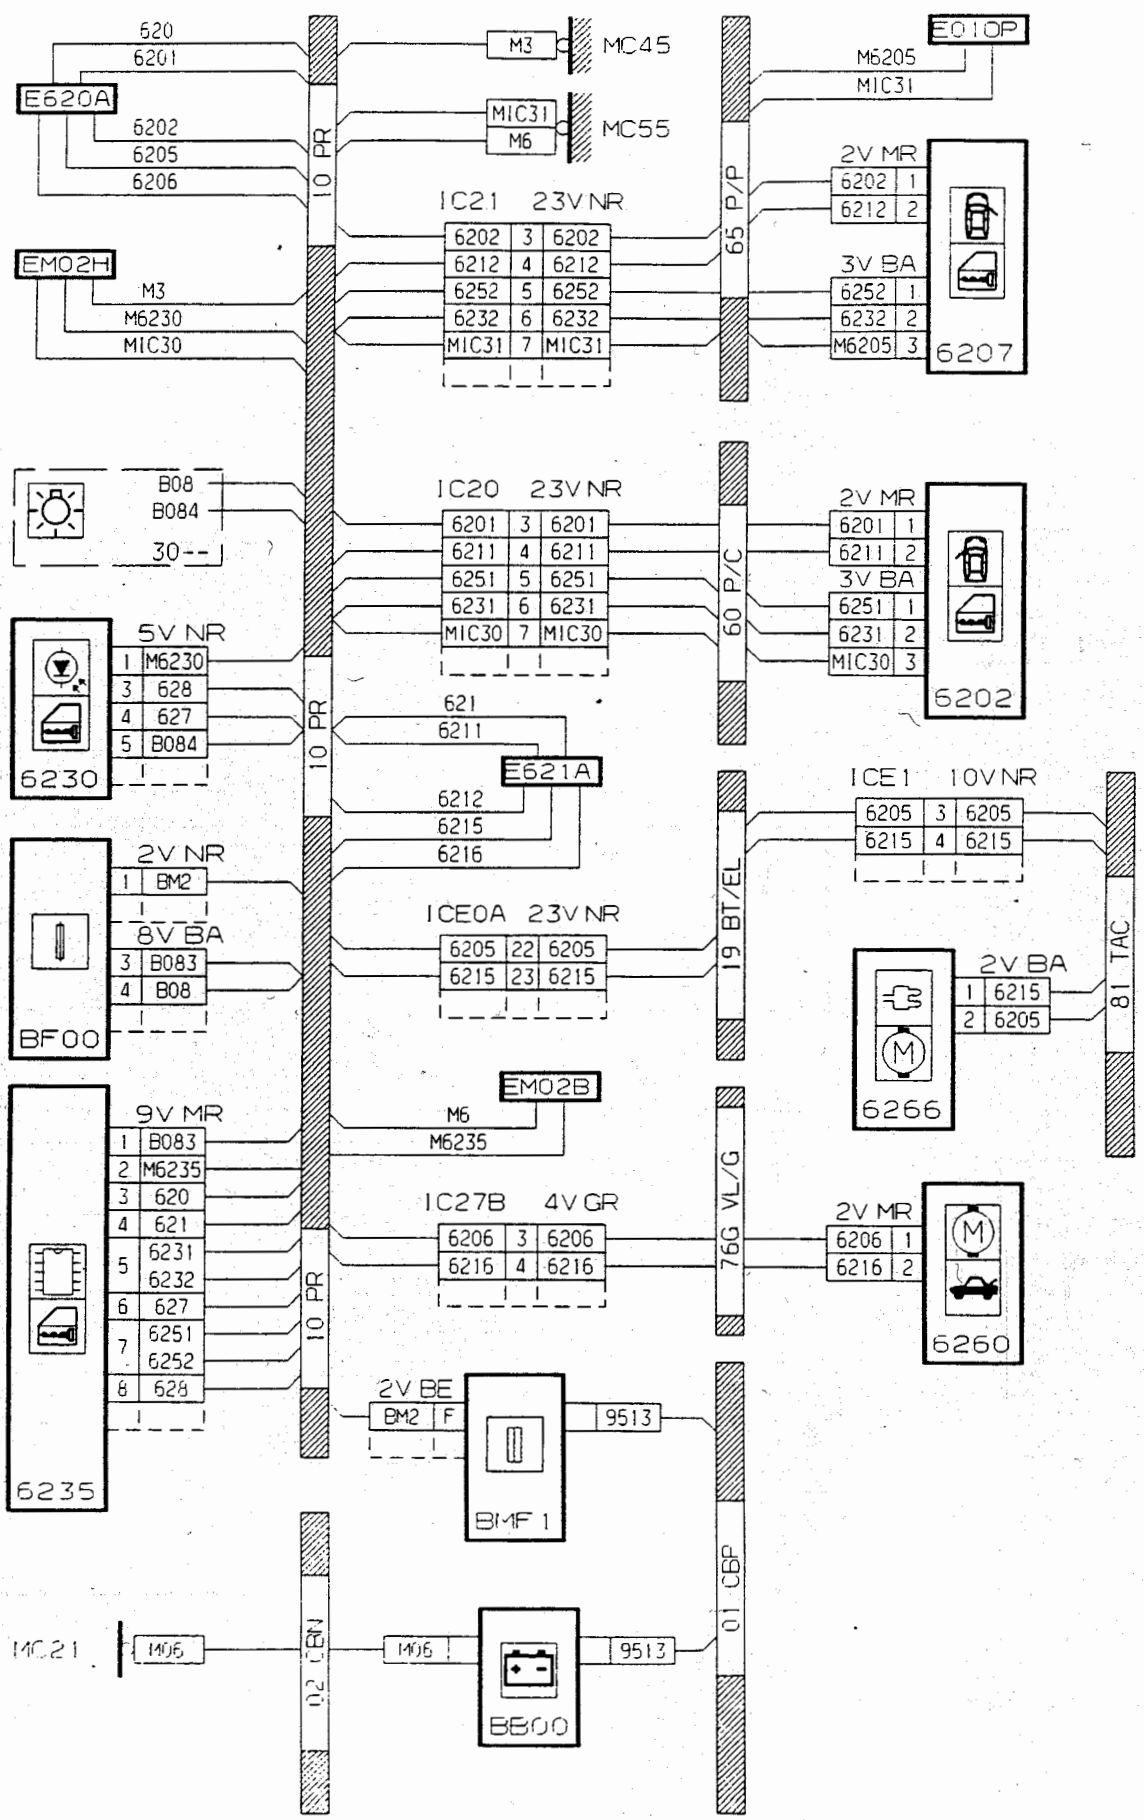 620
6201
E620A
6202
6205
6206
10 PR
M3
MC45
MIC31
M6
MC55
E010P
M6205
MIC31
65 P/P
2V MR
6202 1
6212 2
3V BA
6252 1
6232 2
M6205 3
6207
IC21 23V NR
6202 3 6202
6212 4 6212
6252 5 6252
6232 6 6232
MIC31 7 MIC31
EM02H
M3
M6230
MIC30
B08
B084
30--
IC20 23V NR
6201 3 6201
6211 4 6211
6251 5 6251
6231 6 6231
MIC30 7 MIC30
60 P/C
2V MR
6201 1
6211 2
3V BA
6251 1
6231 2
MIC30 3
6202
5V NR
1 M6230
3 628
4 627
5 B084
6230
10 PR
621
6211
E621A
6212
6215
6216
ICE1 10V NR
6205 3 6205
6215 4 6215
19 BT/EL
81 TAC
2V NR
1 BM2
8V BA
3 B083
4 B08
BF00
ICE0A 23V NR
6205 22 6205
6215 23 6215
2V BA
1 6215
2 6205
M
6266
EM02B
M6
M6235
9V MR
1 B083
2 M6235
3 620
4 621
5 6231
6232
6 627
7 6251
6252
8 628
6235
10 PR
IC27B 4V GR
6206 3 6206
6216 4 6216
76G VL/G
2V MR
6206 1
6216 2
M
6260
2V BE
BM2 F
9513
BMF1
01 CBP
MC21
M06
02 CBN
M06
9513
+ -
BB00